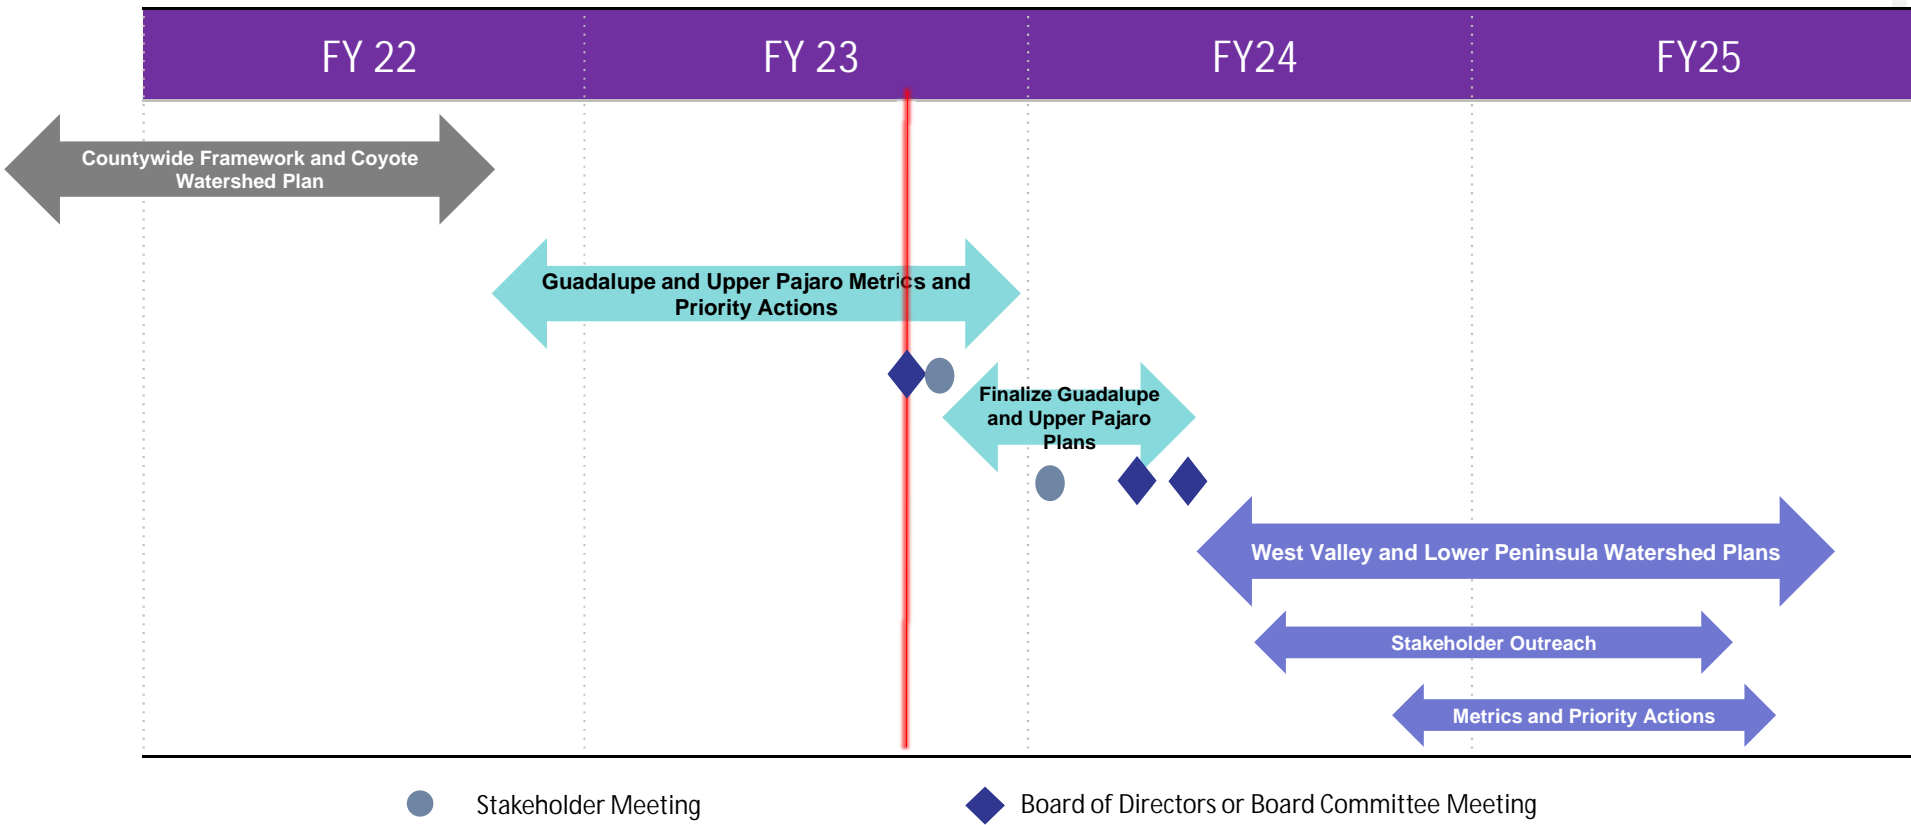 FY 22
FY 23
FY24
FY25
Countywide Framework and Coyote
Watershed Plan
Guadalupe and Upper Pajaro Metrics and
Priority Actions
Finalize Guadalupe
and Upper Pajaro
Plans
West Valley and Lower Peninsula Watershed Plans
Stakeholder Outreach
Metrics and Priority Actions
Stakeholder Meeting
Board of Directors or Board Committee Meeting